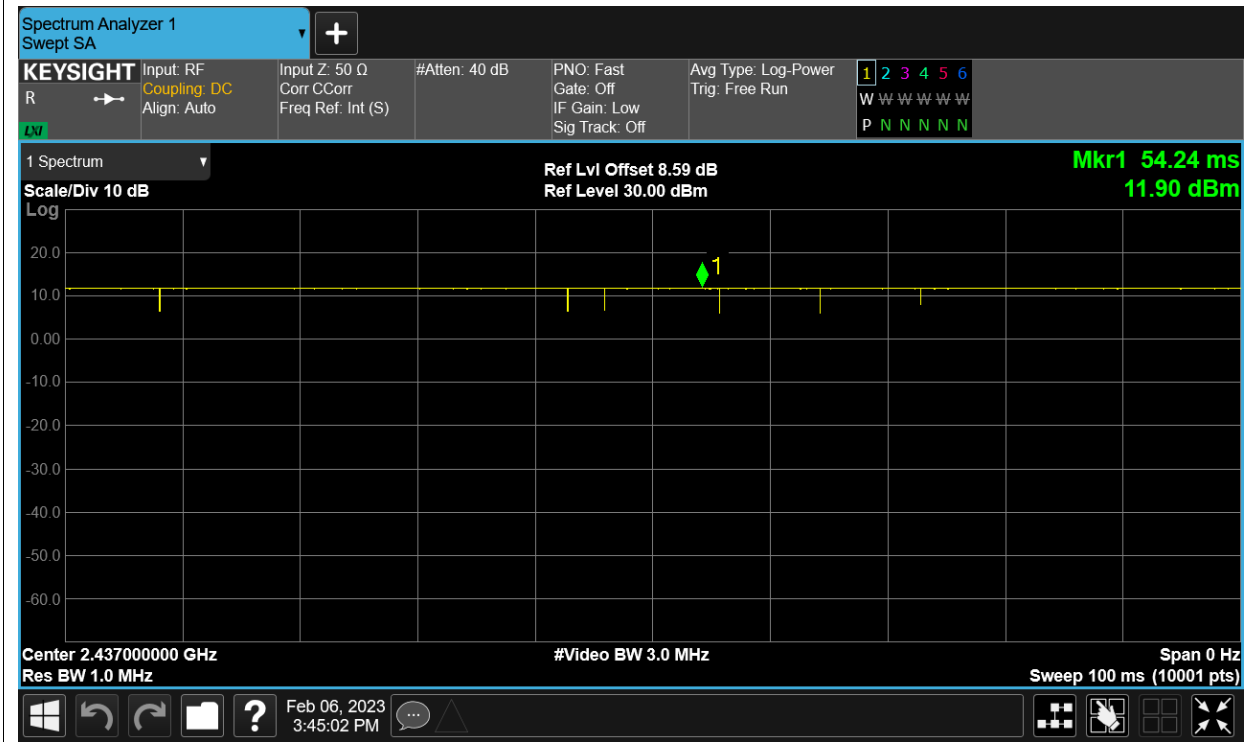 Spectrum Analyzer 1
Swept SA
+
KEYSIGHT Input: RF Input Z: 50 Ω #Atten: 40 dB PNO: Fast Avg Type: Log-Power 1 2 3 4 5 6
R Coupling: DC Corr CCorr Gate: Off Trig: Free Run W W W W W W
Align: Auto Freq Ref: Int (S) IF Gain: Low
LXI Sig Track: Off P N N N N N
1 Spectrum Ref Lvl Offset 8.59 dB Mkr1 54.24 ms
Scale/Div 10 dB Ref Level 30.00 dBm 11.90 dBm
Log
20.0
1
10.0
0.00
-10.0
-20.0
-30.0
-40.0
-50.0
-60.0
Center 2.437000000 GHz #Video BW 3.0 MHz Span 0 Hz
Res BW 1.0 MHz Sweep 100 ms (10001 pts)
? Feb 06, 2023
3:45:02 PM